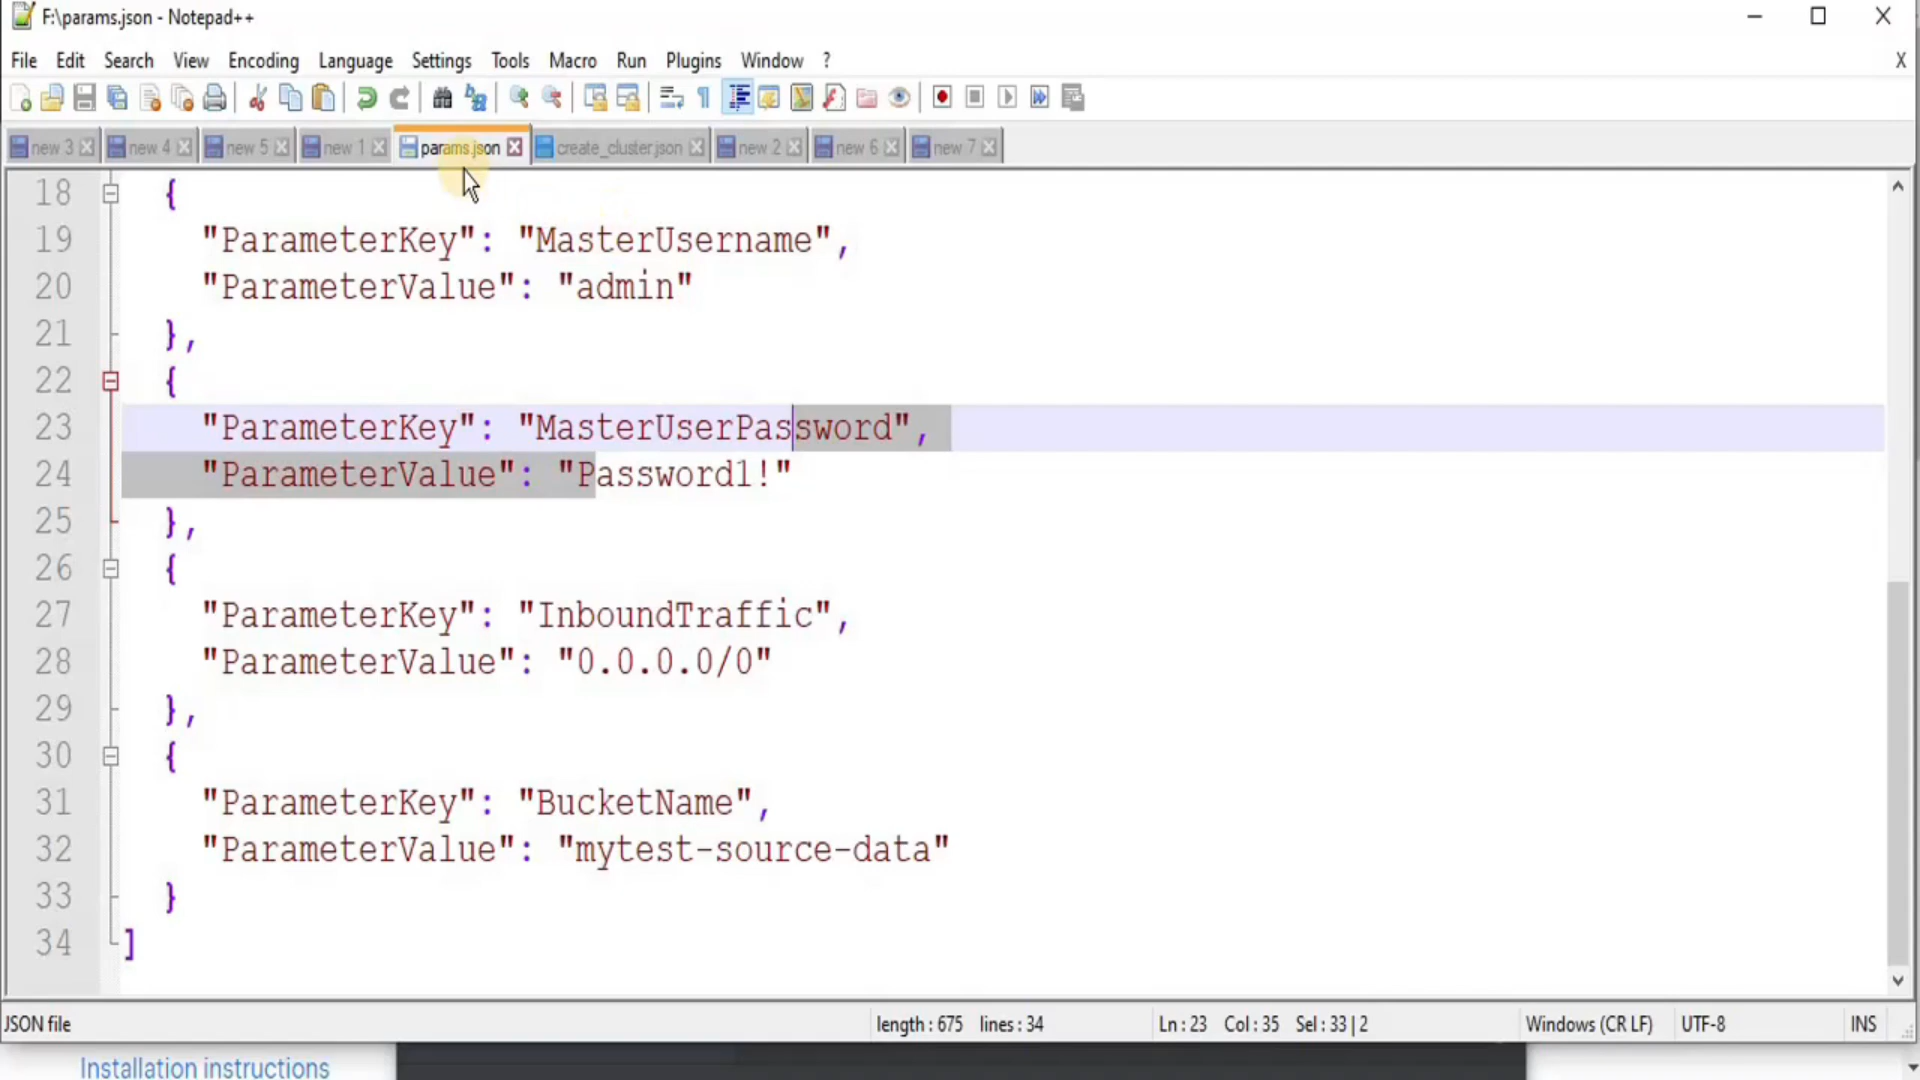 F:\params.json - Notepad++
File Edit Search View Encoding Language Settings Tools Macro Run Plugins Window ? X
new 3 new 4 new 5 new 1 params.json create_cluster.json new 2 new 6 new 7
18 {
19 "ParameterKey": "MasterUsername",
20 "ParameterValue": "admin"
21 },
22 {
23 "ParameterKey": "MasterUserPassword",
24 "ParameterValue": "Password1!"
25 },
26 {
27 "ParameterKey": "InboundTraffic",
28 "ParameterValue": "0.0.0.0/0"
29 },
30 {
31 "ParameterKey": "BucketName",
32 "ParameterValue": "mytest-source-data"
33 }
34 ]
JSON file length : 675 lines : 34 Ln : 23 Col : 35 Sel : 33 | 2 Windows (CR LF) UTF-8 INS
Installation instructions